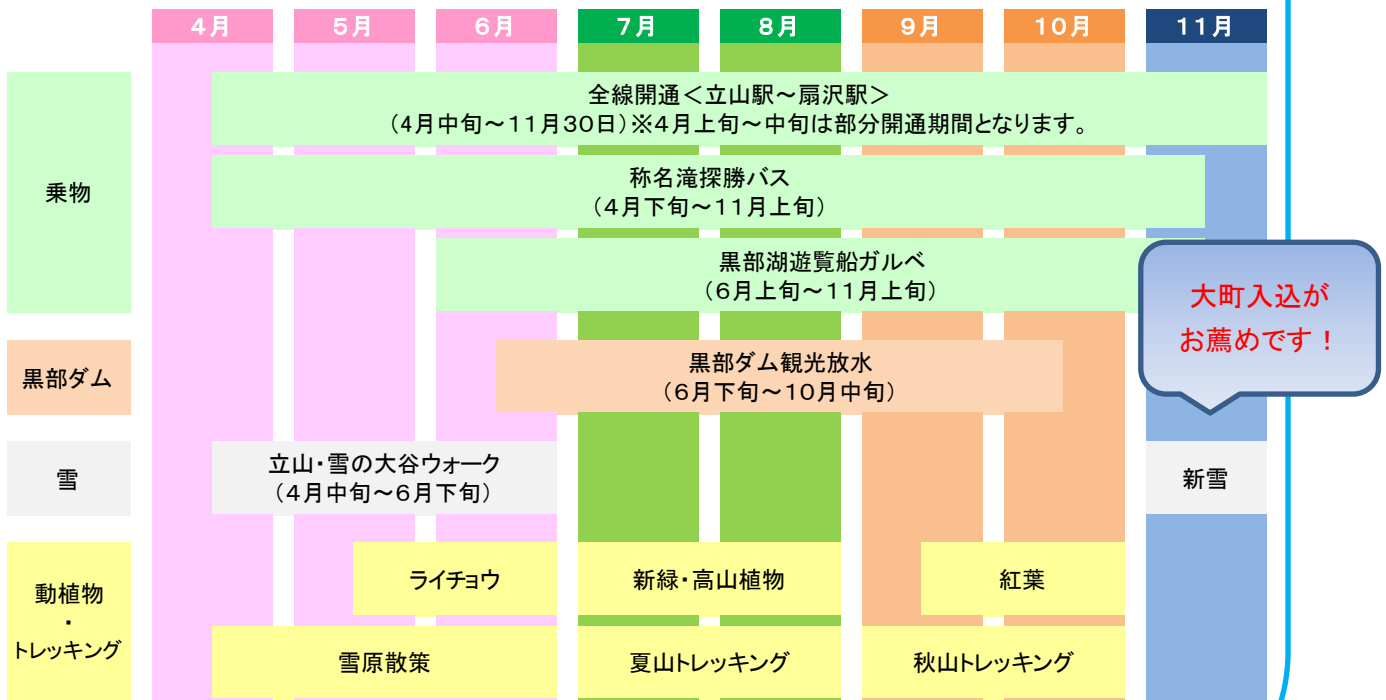 4月 5月 6月 7月 8月 9月 10月 11月
乗物
全線開通＜立山駅～扇沢駅＞
（4月中旬～11月30日）※4月上旬～中旬は部分開通期間となります。
称名滝探勝バス
（4月下旬～11月上旬）
黒部湖遊覧船ガルベ
（6月上旬～11月上旬）
大町入込が
お薦めです！
黒部ダム
黒部ダム観光放水
（6月下旬～10月中旬）
雪
立山・雪の大谷ウォーク
（4月中旬～6月下旬）
新雪
動植物
・
トレッキング
ライチョウ
新緑・高山植物
紅葉
雪原散策
夏山トレッキング
秋山トレッキング